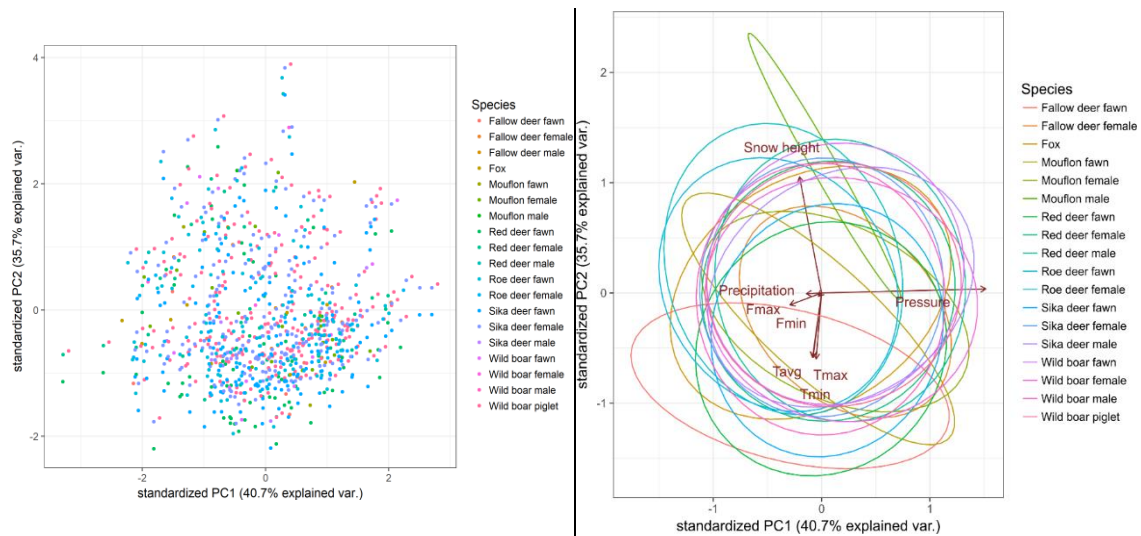 4
2
0
-2
standardized PC2 (35.7% explained var.)
-2
0
2
standardized PC1 (40.7% explained var.)
Species
Fallow deer fawn
Fallow deer female
Fallow deer male
Fox
Mouflon fawn
Mouflon female
Mouflon male
Red deer fawn
Red deer female
Red deer male
Roe deer fawn
Roe deer female
Sika deer fawn
Sika deer female
Sika deer male
Wild boar fawn
Wild boar female
Wild boar male
Wild boar piglet
2
1
0
-1
standardized PC2 (35.7% explained var.)
Snow height
Precipitation
Pressure
Fmax
Fmin
Tavg
Tmax
Tmin
-1
0
1
standardized PC1 (40.7% explained var.)
Species
Fallow deer fawn
Fallow deer female
Fox
Mouflon fawn
Mouflon female
Mouflon male
Red deer fawn
Red deer female
Red deer male
Roe deer fawn
Roe deer female
Sika deer fawn
Sika deer female
Sika deer male
Wild boar fawn
Wild boar female
Wild boar male
Wild boar piglet